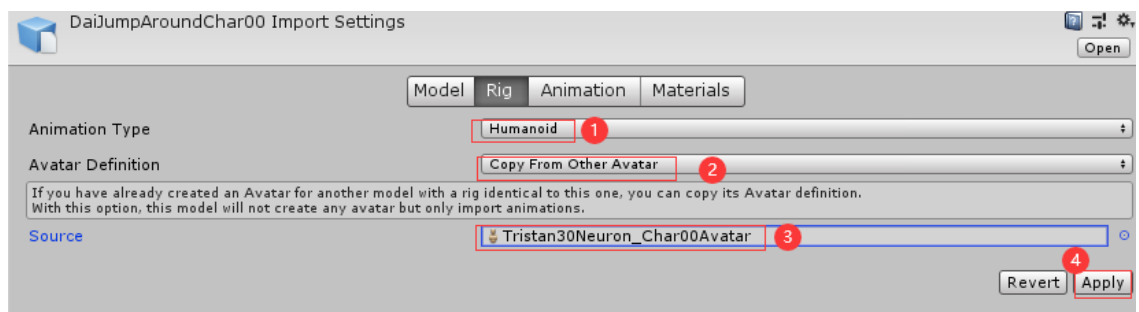 DaiJumpAroundChar00 Import Settings
Open
Model Rig Animation Materials
Animation Type Humanoid 1
Avatar Definition Copy From Other Avatar 2
If you have already created an Avatar for another model with a rig identical to this one, you can copy its Avatar definition.
With this option, this model will not create any avatar but only import animations.
Source Tristan30Neuron_Char00Avatar 3
4
Revert Apply